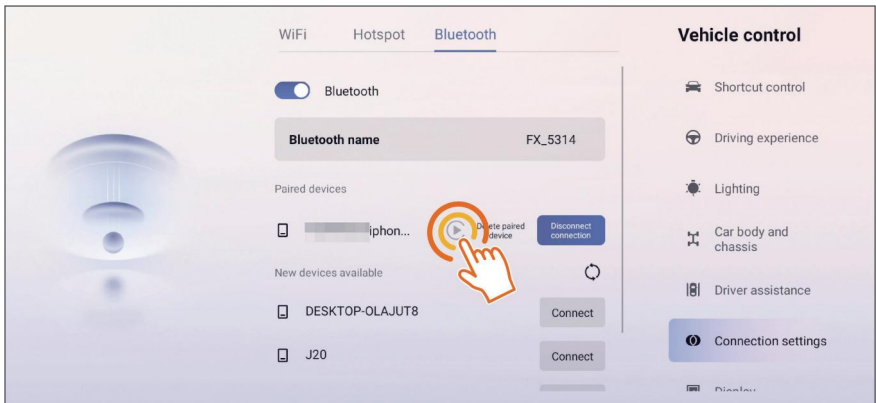 WiFi Hotspot Bluetooth
Bluetooth
Bluetooth name FX_5314
Paired devices
iphon...
paired
device
Disconnect
connection
New devices available
DESKTOP-OLAJUT8 Connect
J20 Connect
Vehicle control
Shortcut control
Driving experience
Lighting
Car body and
chassis
Driver assistance
Connection settings